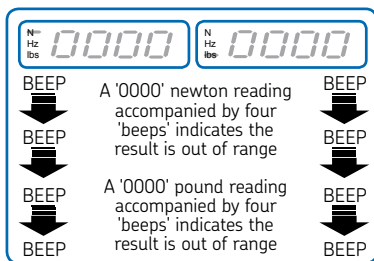 N
Hz
lbs
0000
N
Hz
lbs
0000
BEEP
BEEP
BEEP
BEEP
A '0000' newton reading
accompanied by four
'beeps' indicates the
result is out of range
A '0000' pound reading
accompanied by four
'beeps' indicates the
result is out of range
BEEP
BEEP
BEEP
BEEP